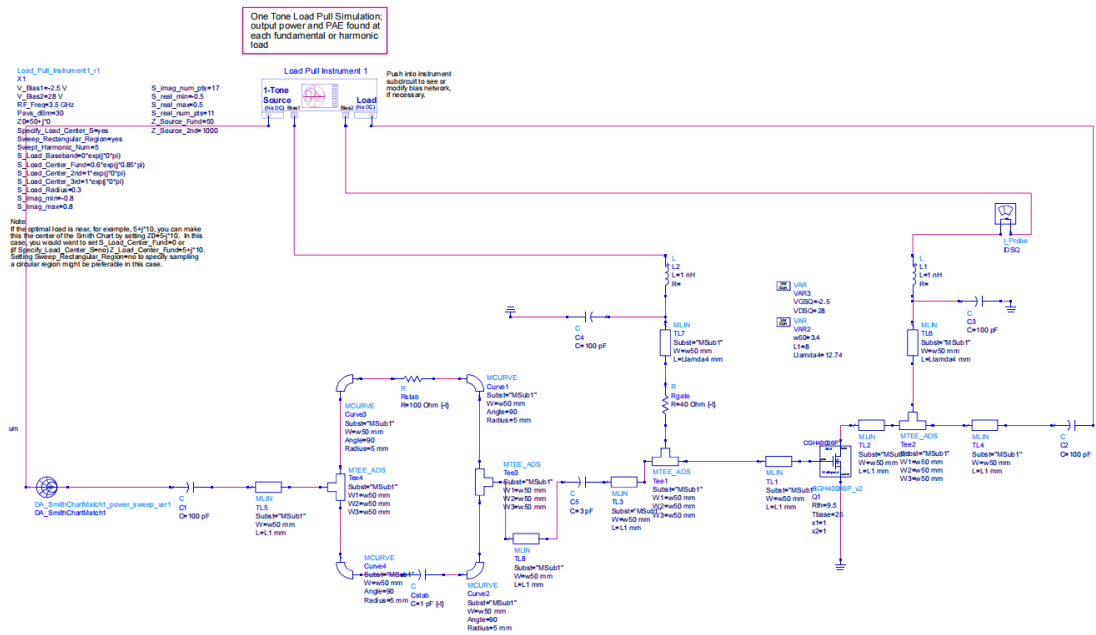 One Tone Load Pull Simulation;
output power and PAE found at
each fundamental or harmonic
load
Load_Pull_Instrument1_r1
X1
V_Bias1=-2.5 V
V_Bias2=28 V
RF_Freq=3.5 GHz
Pavs_dBm=30
Z0=50+j*0
Specify_Load_Center_S=yes
Sweep_Rectangular_Region=yes
Swept_Harmonic_Num=5
S_Load_Baseband=0*exp(j*0*pi)
S_Load_Center_Fund=0.6*exp(j*0.85*pi)
S_Load_Center_2nd=1*exp(j*0*pi)
S_Load_Center_3rd=1*exp(j*0*pi)
S_Load_Radius=0.3
S_imag_min=-0.8
S_imag_max=0.8
S_imag_num_pts=17
S_real_min=-0.5
S_real_max=0.5
S_real_num_pts=11
Z_Source_Fund=50
Z_Source_2nd=1000
Load Pull Instrument 1
1-Tone
Source
(No DC)
Bias1
Bias2
Load
(No DC)
Push into instrument
subcircuit to see or
modify bias network,
if necessary.
Note:
If the optimal load is near, for example, 5+j*10, you can make
this the center of the Smith Chart by setting Z0=5-j*10. In this
case, you would want to set S_Load_Center_Fund=0 or
(if Specify_Load_Center_S=no) Z_Load_Center_Fund=5+j*10.
Setting Sweep_Rectangular_Region=no to specify sampling
a circular region might be preferable in this case.
I_Probe
IDSQ
L
L2
L=1 nH
R=
L
L1
L=1 nH
R=
VAR
VAR3
VGSQ=-2.5
VDSQ=28
VAR
VAR2
w50=3.4
L1=8
Llamda4=12.74
C
C4
C=100 pF
C
C3
C=100 pF
MLIN
TL7
Subst="MSub1"
W=w50 mm
L=Llamda4 mm
MLIN
TL6
Subst="MSub1"
W=w50 mm
L=Llamda4 mm
R
Rgate
R=40 Ohm {-t}
R
Rstab
R=100 Ohm {-t}
MCURVE
Curve1
Subst="MSub1"
W=w50 mm
Angle=90
Radius=5 mm
MCURVE
Curve3
Subst="MSub1"
W=w50 mm
Angle=90
Radius=5 mm
um
DA_SmithChartMatch1_power_sweep_ver1
DA_SmithChartMatch1
C
C1
C=100 pF
MLIN
TL5
Subst="MSub1"
W=w50 mm
L=L1 mm
MTEE_ADS
Tee4
Subst="MSub1"
W1=w50 mm
W2=w50 mm
W3=w50 mm
MTEE_ADS
Tee3
Subst="MSub1"
W1=w50 mm
W2=w50 mm
W3=w50 mm
C
C5
C=3 pF
MLIN
TL3
Subst="MSub1"
W=w50 mm
L=L1 mm
MTEE_ADS
Tee1
Subst="MSub1"
W1=w50 mm
W2=w50 mm
W3=w50 mm
MLIN
TL8
Subst="MSub1"
W=w50 mm
L=L1 mm
MLIN
TL1
Subst="MSub1"
W=w50 mm
L=L1 mm
CGH40006P
CGH40006P_v2
Q1
Rth=9.5
Tbase=25
x1=1
x2=1
MLIN
TL2
Subst="MSub1"
W=w50 mm
L=L1 mm
MTEE_ADS
Tee2
Subst="MSub1"
W1=w50 mm
W2=w50 mm
W3=w50 mm
MLIN
TL4
Subst="MSub1"
W=w50 mm
L=L1 mm
C
C2
C=100 pF
MCURVE
Curve4
Subst="MSub1"
W=w50 mm
Angle=90
Radius=5 mm
C
Cstab
C=1 pF {-t}
MCURVE
Curve2
Subst="MSub1"
W=w50 mm
Angle=90
Radius=5 mm